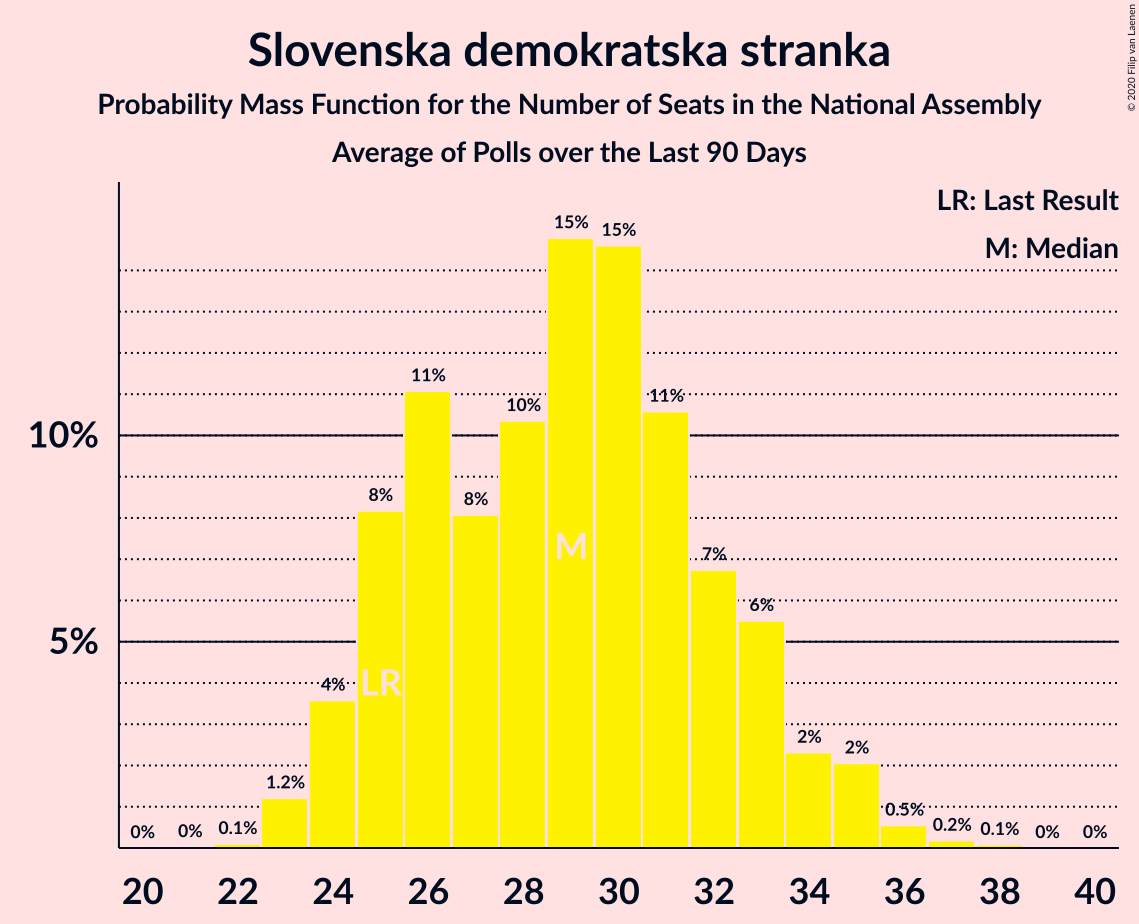 Slovenska demokratska stranka
Probability Mass Function for the Number of Seats in the National Assembly
Average of Polls over the Last 90 Days
© 2020 Filip van Laenen
LR: Last Result
M: Median
10%
5%
0% 0% 0.1% 1.2% 4% 8% 11% 8% 10% 15% 15% 11% 7% 6% 2% 2% 0.5% 0.2% 0.1% 0% 0%
LR
M
20 22 24 26 28 30 32 34 36 38 40